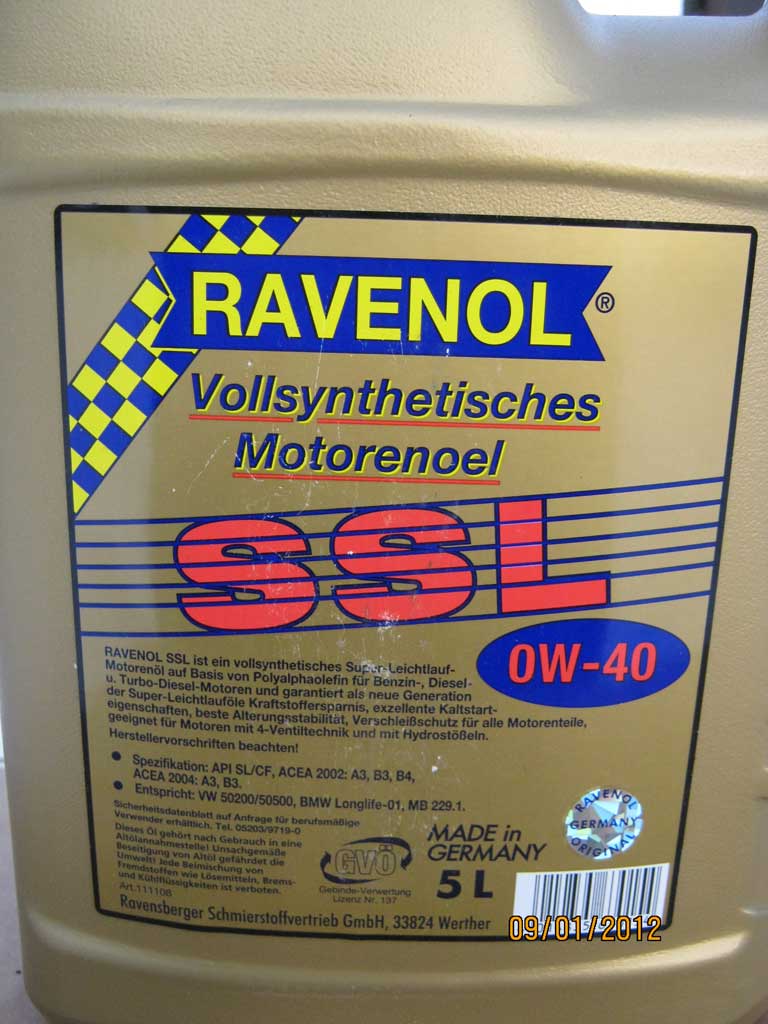 RAVENOL®
Vollsynthetisches
Motorenoel
SSL
0W-40
RAVENOL SSL ist ein vollsynthetisches Super-Leichtlauf-
Motorenöl auf Basis von Polyalphaolefin für Benzin-, Diesel-
u. Turbo-Diesel-Motoren und garantiert als neue Generation
der Super-Leichtlauföle Kraftstoffersparnis, exzellente Kaltstart-
eigenschaften, beste Alterungsstabilität, Verschleißschutz für alle Motorenteile,
geeignet für Motoren mit 4-Ventiltechnik und mit Hydrostößeln.
Herstellervorschriften beachten!
• Spezifikation: API SL/CF, ACEA 2002: A3, B3, B4,
ACEA 2004: A3, B3.
• Entspricht: VW 50200/50500, BMW Longlife-01, MB 229.1.
Sicherheitsdatenblatt auf Anfrage für berufsmäßige
Verwender erhältlich. Tel. 05203/9719-0
Dieses Öl gehört nach Gebrauch in eine
Altölannahmestelle! Unsachgemäße
Beseitigung von Altöl gefährdet die
Umwelt! Jede Beimischung von
Fremdstoffen wie Lösemitteln, Brems-
und Kühlflüssigkeiten ist verboten.
Art.111108
GVÖ
Gebinde-Verwertung
Lizenz Nr. 137
MADE in
GERMANY
5 L
RAVENOL
GERMANY
ORIGINAL
Ravensberger Schmierstoffvertrieb GmbH, 33824 Werther
09/01/2012